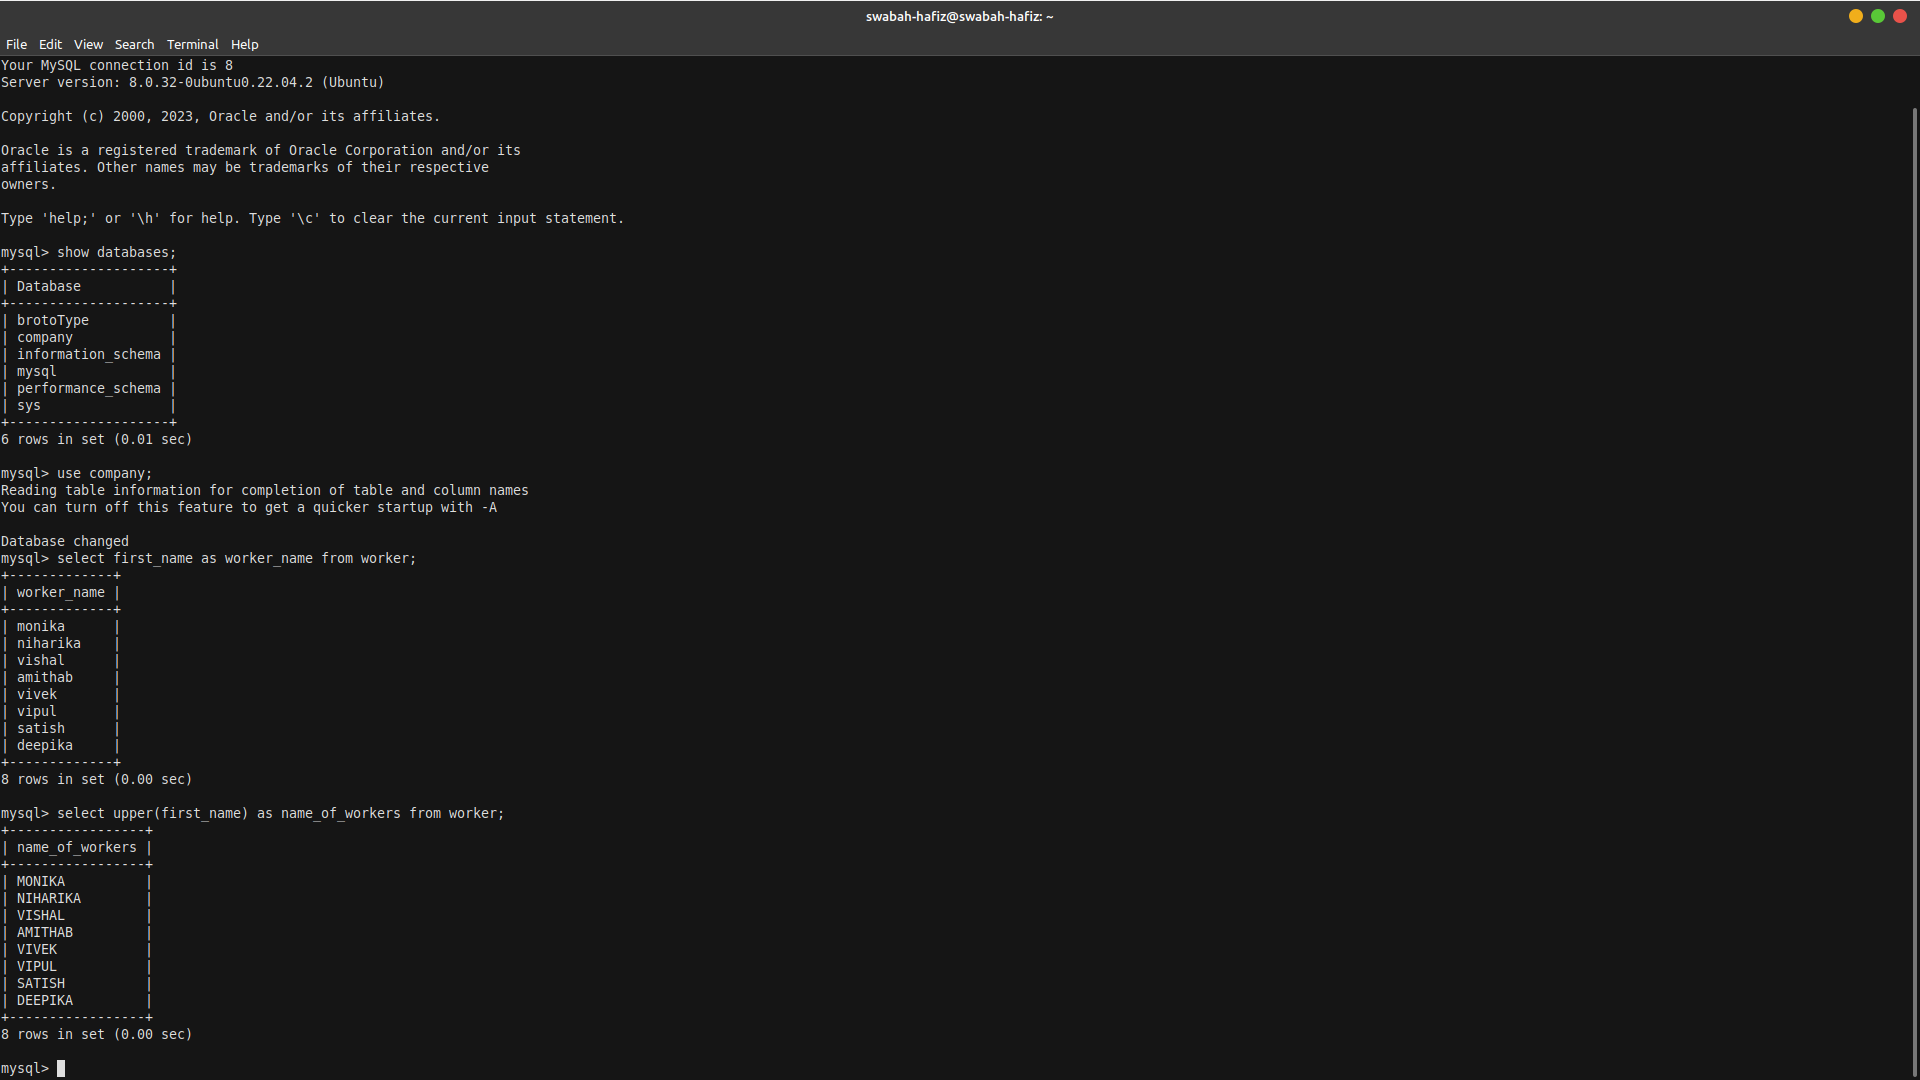 swabah-hafiz@swabah-hafiz: ~
File Edit View Search Terminal Help
Your MySQL connection id is 8
Server version: 8.0.32-0ubuntu0.22.04.2 (Ubuntu)
Copyright (c) 2000, 2023, Oracle and/or its affiliates.
Oracle is a registered trademark of Oracle Corporation and/or its
affiliates. Other names may be trademarks of their respective
owners.
Type 'help;' or '\h' for help. Type '\c' to clear the current input statement.
mysql> show databases;
+--------------------+
| Database           |
+--------------------+
| brotoType          |
| company            |
| information_schema |
| mysql              |
| performance_schema |
| sys                |
+--------------------+
6 rows in set (0.01 sec)
mysql> use company;
Reading table information for completion of table and column names
You can turn off this feature to get a quicker startup with -A
Database changed
mysql> select first_name as worker_name from worker;
+-------------+
| worker_name |
+-------------+
| monika      |
| niharika    |
| vishal      |
| amithab     |
| vivek       |
| vipul       |
| satish      |
| deepika     |
+-------------+
8 rows in set (0.00 sec)
mysql> select upper(first_name) as name_of_workers from worker;
+-----------------+
| name_of_workers |
+-----------------+
| MONIKA          |
| NIHARIKA        |
| VISHAL          |
| AMITHAB         |
| VIVEK           |
| VIPUL           |
| SATISH          |
| DEEPIKA         |
+-----------------+
8 rows in set (0.00 sec)
mysql>